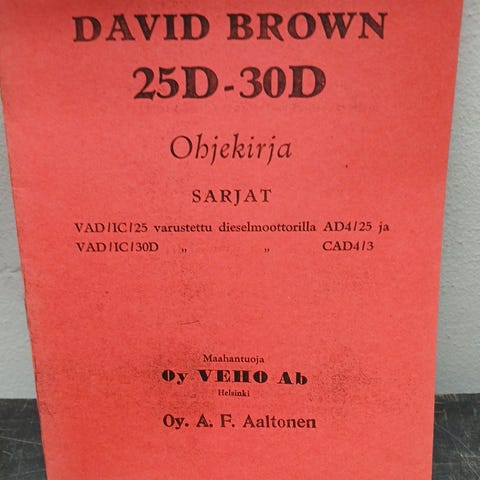 DAVID BROWN
25D-30D
Ohjekirja
SARJAT
VAD/IC/25 varustettu dieselmoottorilla AD4/25 ja
VAD/IC/30D „ „ CAD4/3
Maahantuoja
Oy VEHO Ab
Helsinki
Oy. A. F. Aaltonen